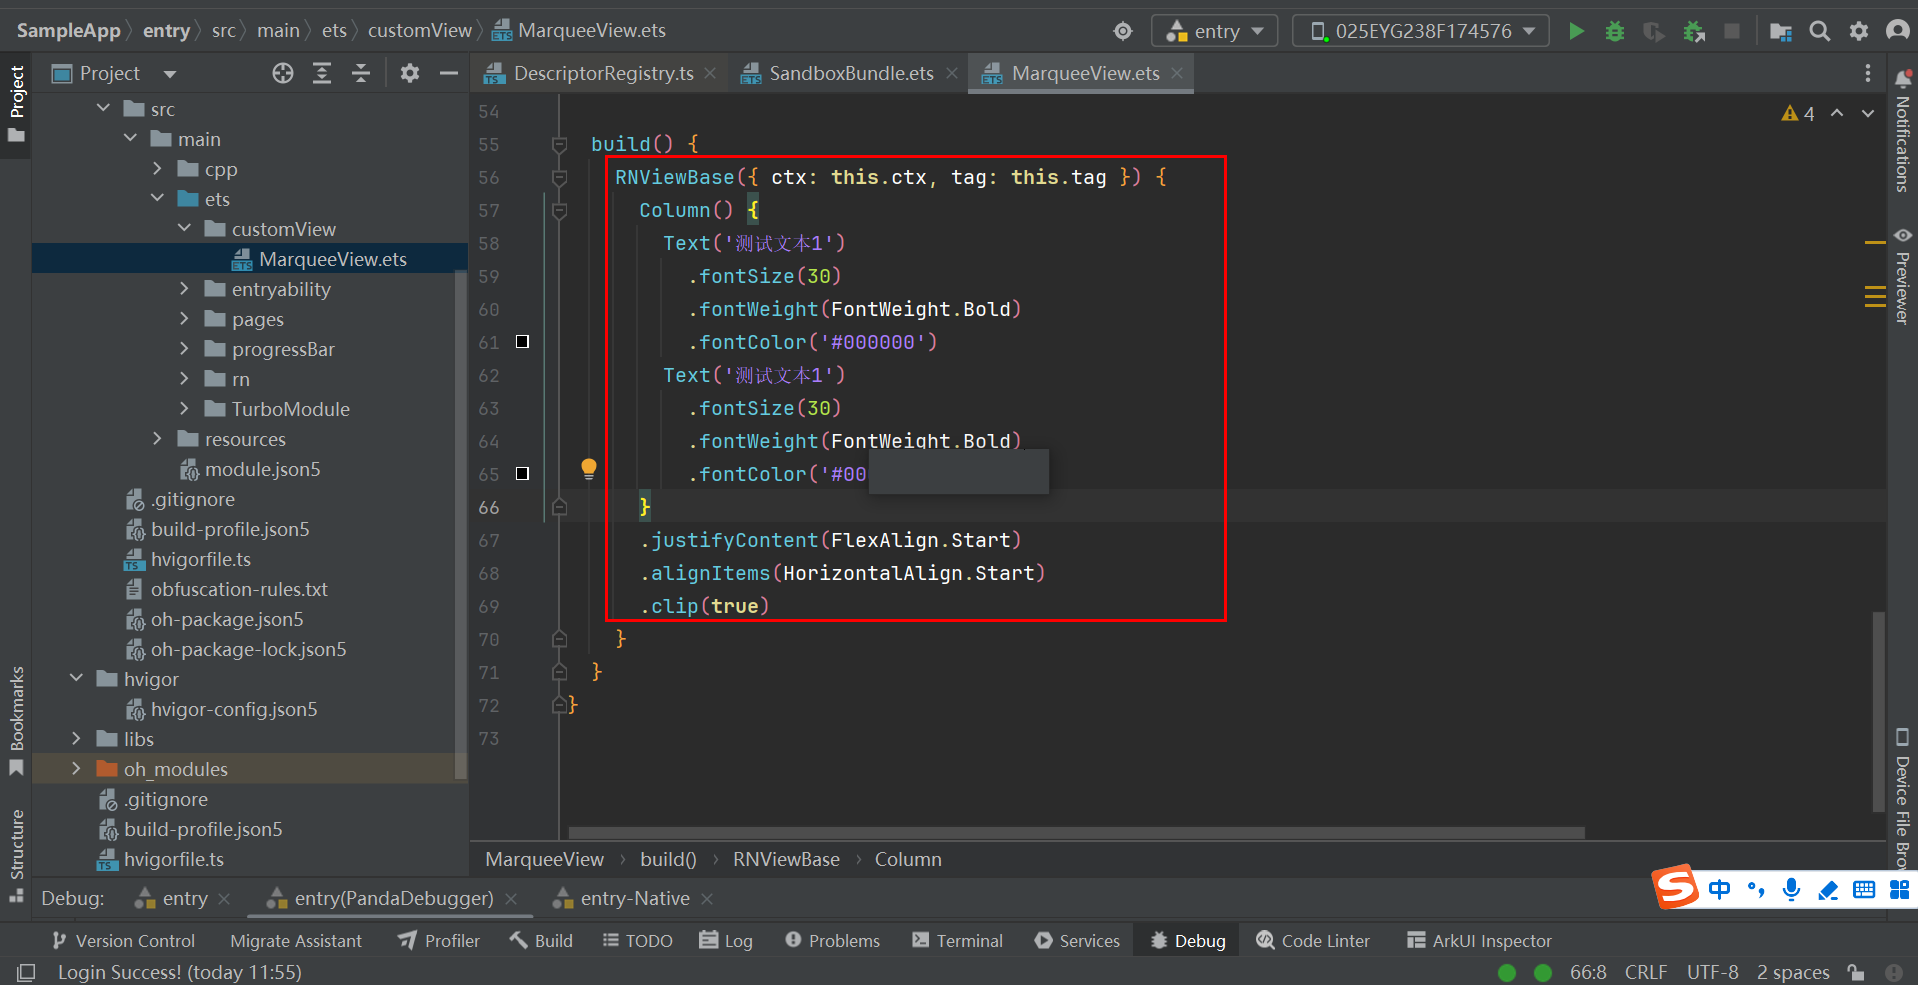 SampleApp entry src main ets customView MarqueeView.ets
entry 025EYG238F174576
Project
DescriptorRegistry.ts
SandboxBundle.ets
MarqueeView.ets
Project
src
main
cpp
ets
customView
MarqueeView.ets
entryability
pages
progressBar
rn
TurboModule
resources
module.json5
.gitignore
build-profile.json5
hvigorfile.ts
obfuscation-rules.txt
oh-package.json5
oh-package-lock.json5
hvigor
hvigor-config.json5
libs
oh_modules
.gitignore
build-profile.json5
hvigorfile.ts
Bookmarks
Structure
4
54
55 build() {
56 RNViewBase({ ctx: this.ctx, tag: this.tag }) {
57 Column() {
58 Text('测试文本1')
59 .fontSize(30)
60 .fontWeight(FontWeight.Bold)
61 .fontColor('#000000')
62 Text('测试文本1')
63 .fontSize(30)
64 .fontWeight(FontWeight.Bold)
65 .fontColor('#00
66 }
67 .justifyContent(FlexAlign.Start)
68 .alignItems(HorizontalAlign.Start)
69 .clip(true)
70 }
71 }
72 }
73
Notifications
Previewer
Device File Brow
MarqueeView › build() › RNViewBase › Column
中
Debug: entry entry(PandaDebugger) entry-Native
Version Control Migrate Assistant Profiler Build TODO Log Problems Terminal Services Debug Code Linter ArkUI Inspector
Login Success! (today 11:55)
66:8 CRLF UTF-8 2 spaces